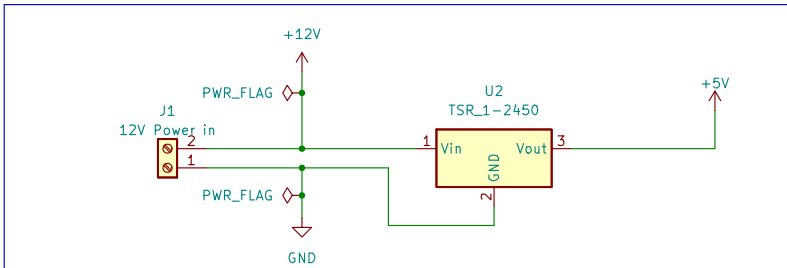 +12V
PWR_FLAG
U2
TSR_1-2450
+5V
J1
12V Power in
2
1
1
Vin
Vout
3
GND
2
PWR_FLAG
GND